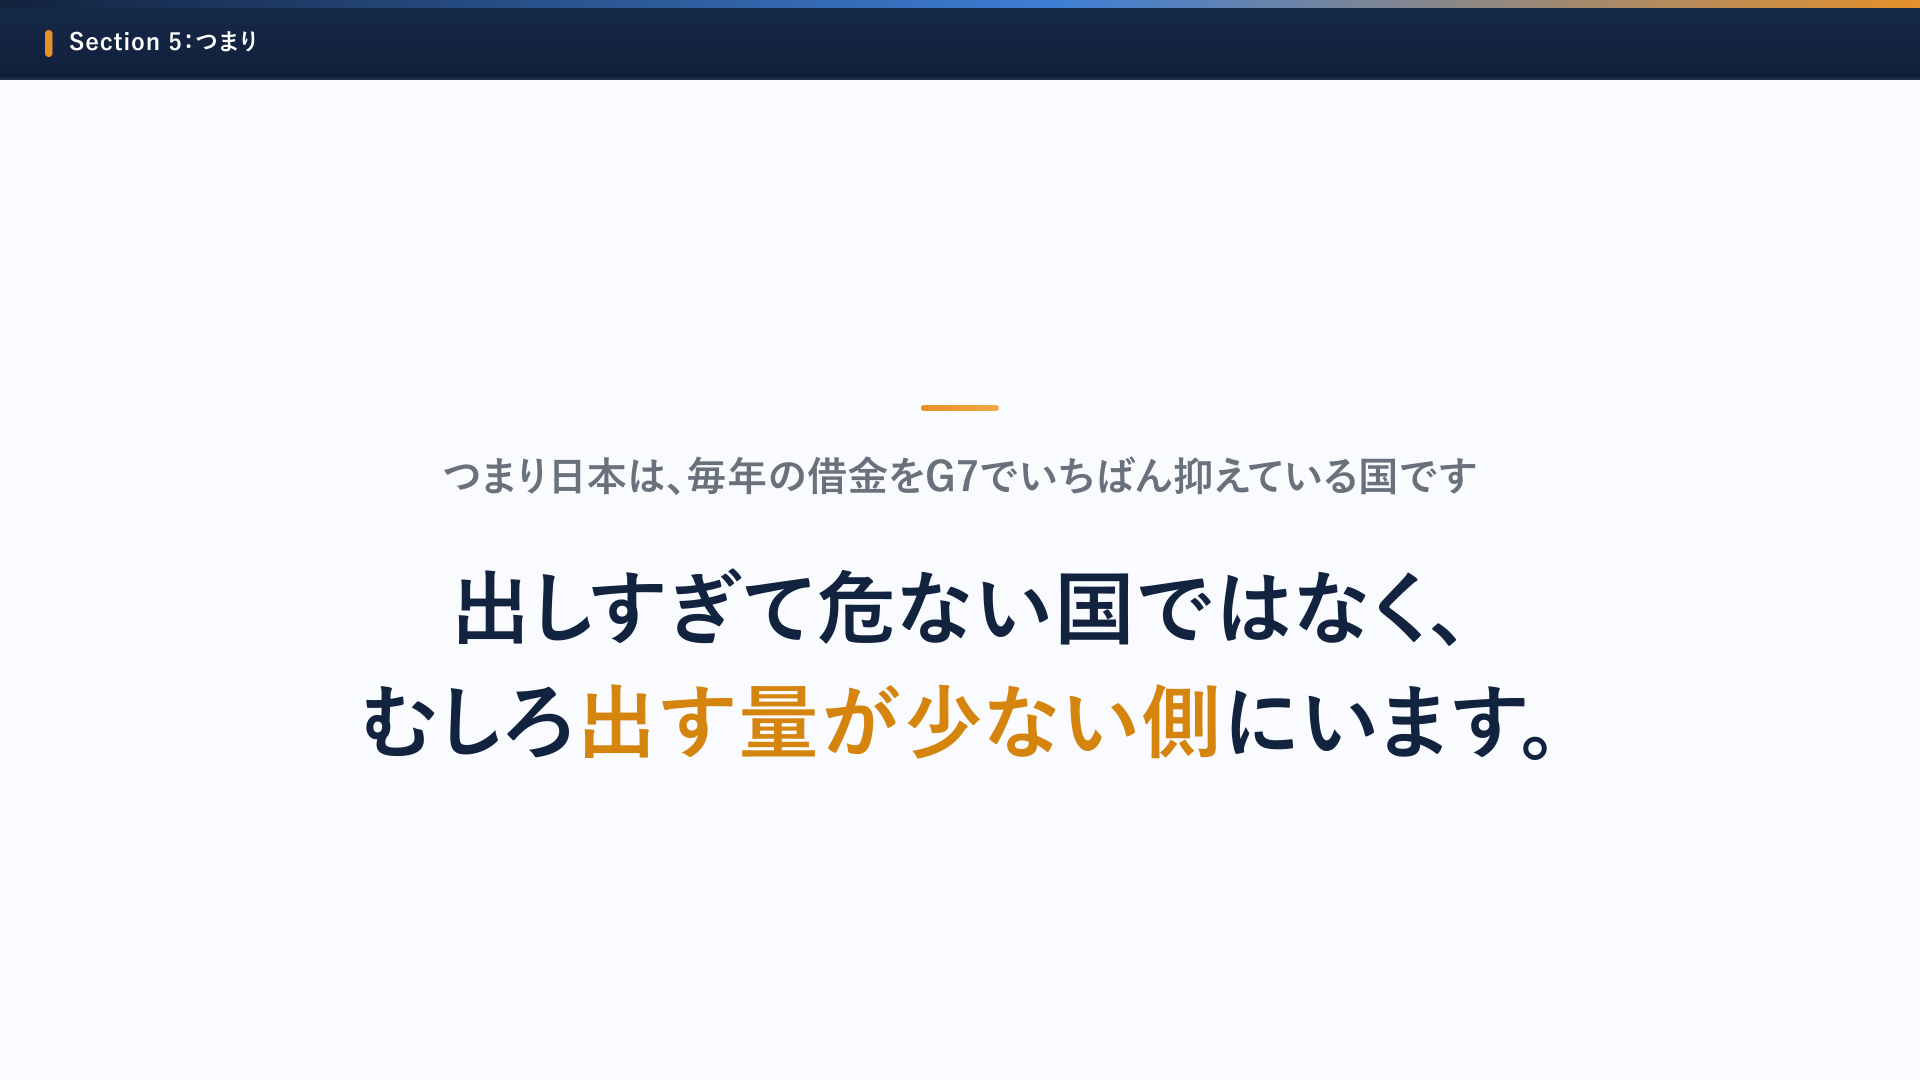 Section 5：つまり
つまり日本は、毎年の借金をG7でいちばん抑えている国です
出しすぎて危ない国ではなく、
むしろ出す量が少ない側にいます。